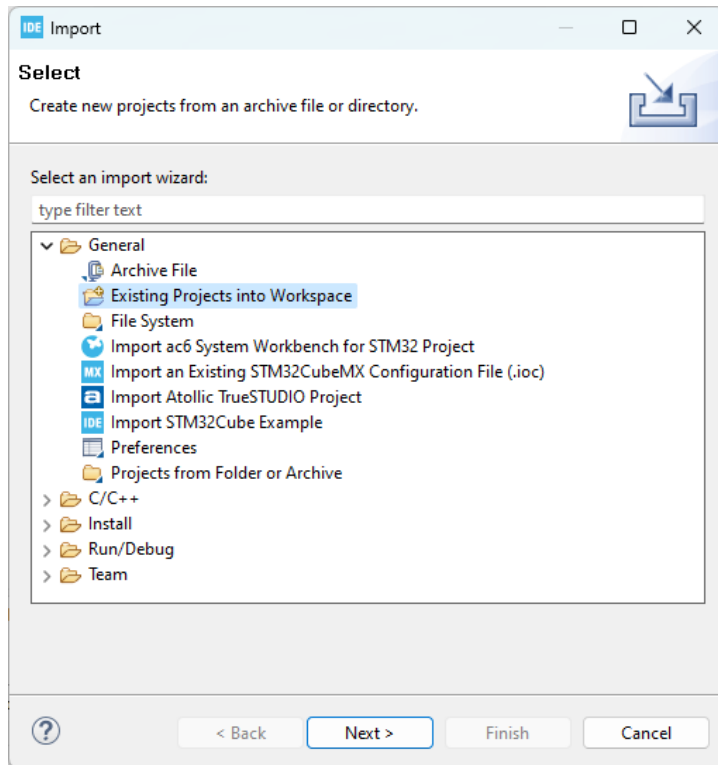 IDE Import
Select
Create new projects from an archive file or directory.
Select an import wizard:
type filter text
General
Archive File
Existing Projects into Workspace
File System
Import ac6 System Workbench for STM32 Project
MX Import an Existing STM32CubeMX Configuration File (.ioc)
a Import Atollic TrueSTUDIO Project
IDE Import STM32Cube Example
Preferences
Projects from Folder or Archive
C/C++
Install
Run/Debug
Team
? < Back Next > Finish Cancel